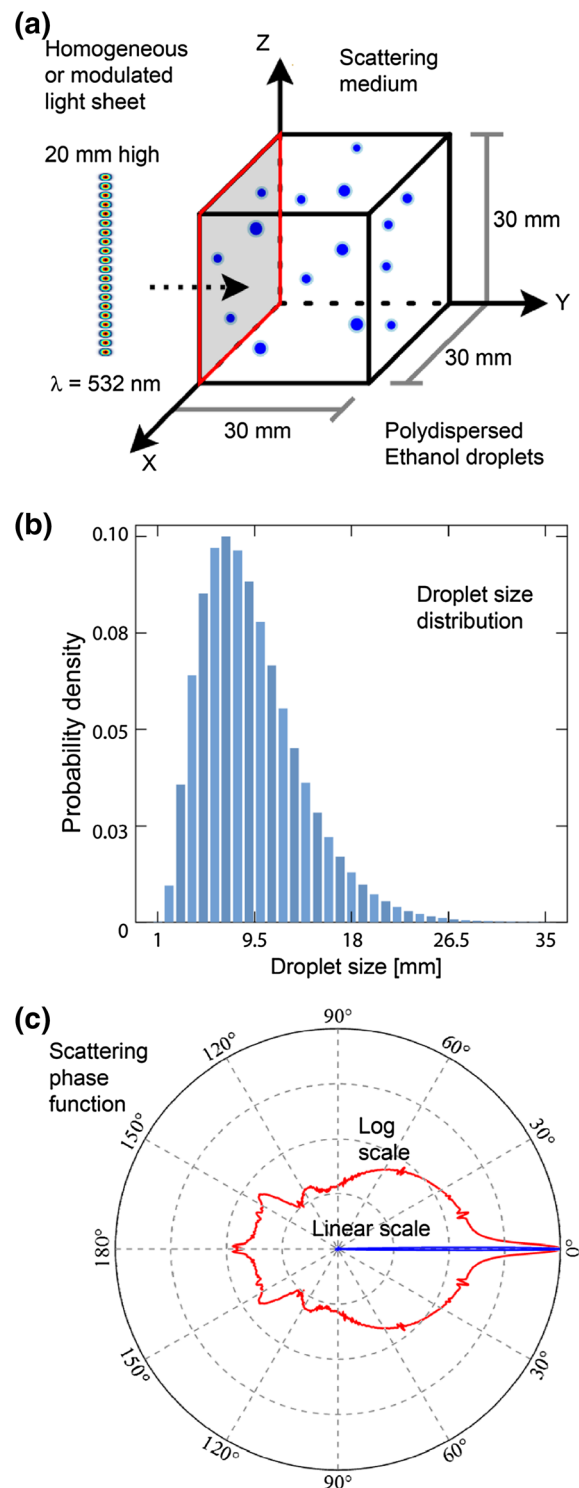 (a)
Homogeneous
or modulated
light sheet
20 mm high
λ = 532 nm
Z
Scattering
medium
30 mm
Y
30 mm
30 mm
X
Polydispersed
Ethanol droplets
(b)
Probability density
0.10
0.08
0.05
0.03
0
Droplet size
distribution
1 9.5 18 26.5 35
Droplet size [mm]
(c)
Scattering
phase
function
90°
120° 60°
150° 30°
Log
scale
Linear scale
180° 0°
150° 30°
120° 60°
90°